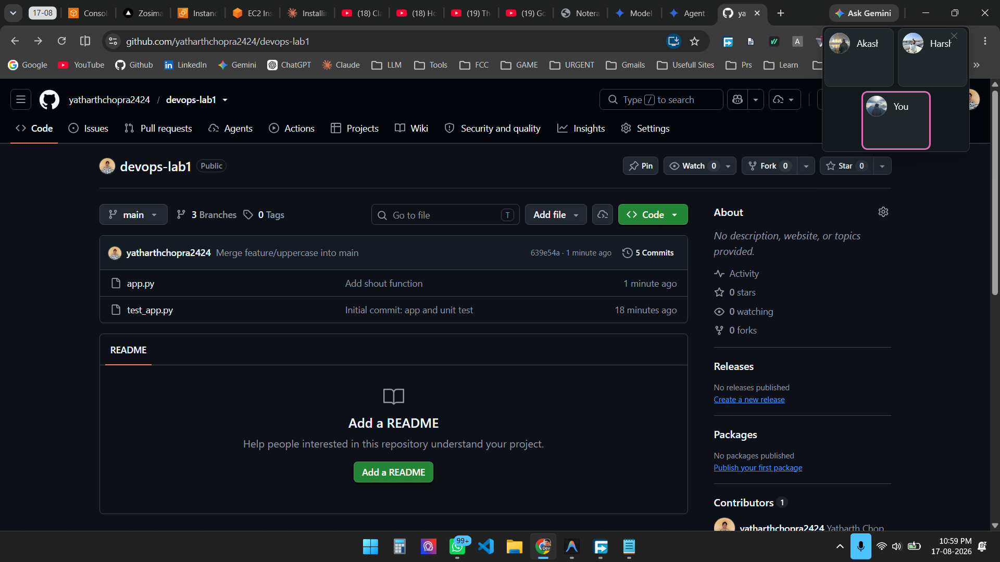 17-08
Consol
Zosima
Instanc
EC2 Ins
Installin
(18) Cla
(18) Ho
(19) The
(19) Go
Notera
Model
Agent
ya
Ask Gemini
github.com/yatharthchopra2424/devops-lab1
A
Akash
Harsh
You
Google
YouTube
Github
LinkedIn
Gemini
ChatGPT
Claude
LLM
Tools
FCC
GAME
URGENT
Gmails
Usefull Sites
Prs
Learn
yatharthchopra2424 / devops-lab1
Type / to search
Code
Issues
Pull requests
Agents
Actions
Projects
Wiki
Security and quality
Insights
Settings
devops-lab1 Public
Pin
Watch 0
Fork 0
Star 0
main
3 Branches
0 Tags
Go to file T
Add file
Code
yatharthchopra2424 Merge feature/uppercase into main 639e54a · 1 minute ago 5 Commits
app.py Add shout function 1 minute ago
test_app.py Initial commit: app and unit test 18 minutes ago
README
Add a README
Help people interested in this repository understand your project.
Add a README
About
No description, website, or topics
provided.
Activity
0 stars
0 watching
0 forks
Releases
No releases published
Create a new release
Packages
No packages published
Publish your first package
Contributors 1
yatharthchopra2424 Yatharth Chop
99+
Dev
10:59 PM
17-08-2026